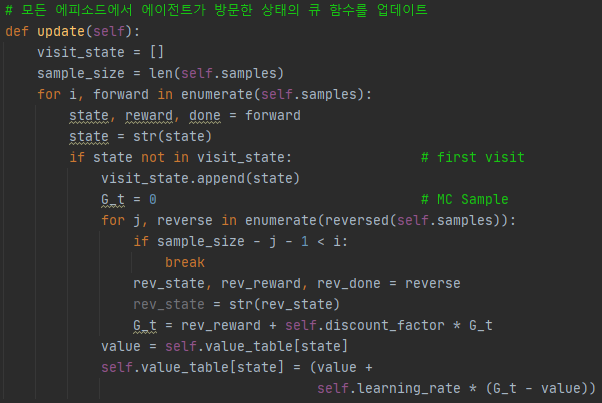 # 모든 에피소드에서 에이전트가 방문한 상태의 큐 함수를 업데이트
def update(self):
    visit_state = []
    sample_size = len(self.samples)
    for i, forward in enumerate(self.samples):
        state, reward, done = forward
        state = str(state)
        if state not in visit_state:                # first visit
            visit_state.append(state)
            G_t = 0                                 # MC Sample
            for j, reverse in enumerate(reversed(self.samples)):
                if sample_size - j - 1 < i:
                    break
                rev_state, rev_reward, rev_done = reverse
                rev_state = str(rev_state)
                G_t = rev_reward + self.discount_factor * G_t
            value = self.value_table[state]
            self.value_table[state] = (value +
                                       self.learning_rate * (G_t - value))